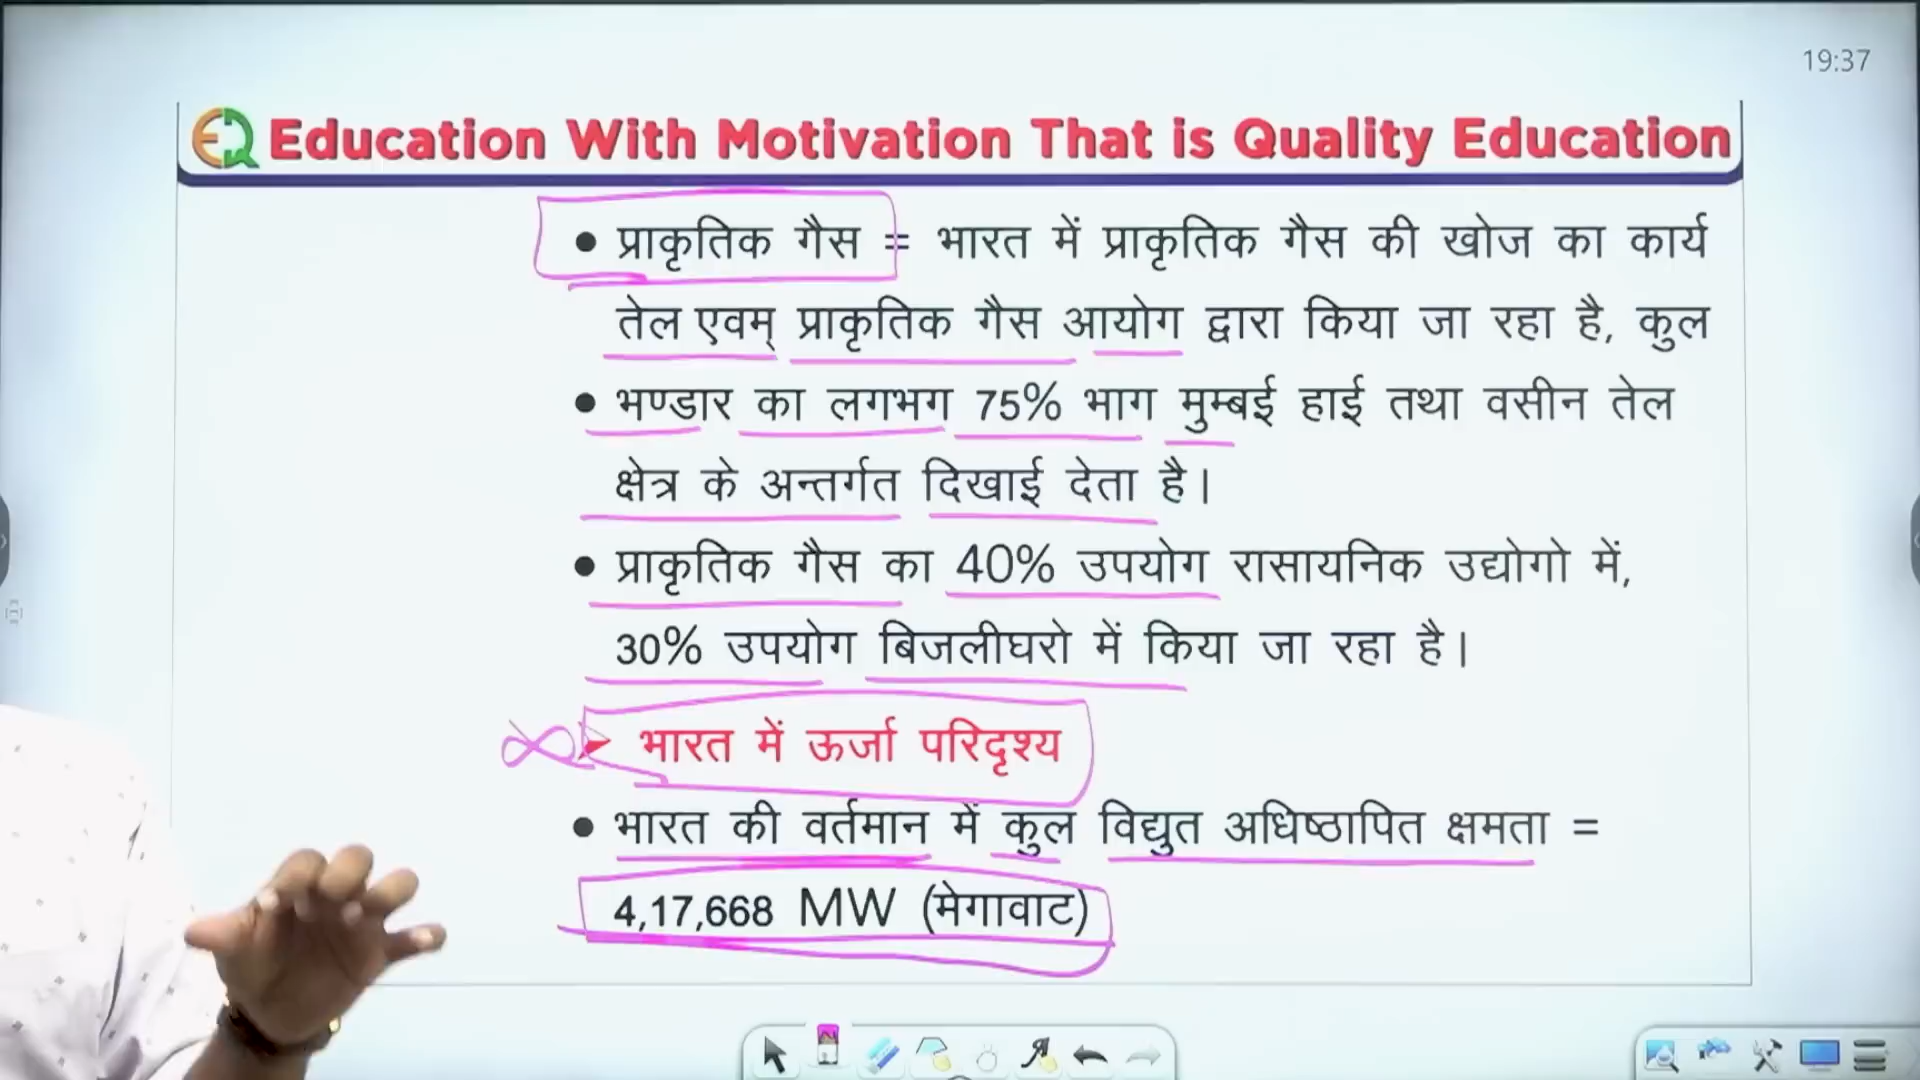 19:37
EQ Education With Motivation That is Quality Education
• प्राकृतिक गैस = भारत में प्राकृतिक गैस की खोज का कार्य
तेल एवम् प्राकृतिक गैस आयोग द्वारा किया जा रहा है, कुल
• भण्डार का लगभग 75% भाग मुम्बई हाई तथा वसीन तेल
क्षेत्र के अन्तर्गत दिखाई देता है।
• प्राकृतिक गैस का 40% उपयोग रासायनिक उद्योगो में,
30% उपयोग बिजलीघरो में किया जा रहा है।
➤ भारत में ऊर्जा परिदृश्य
• भारत की वर्तमान में कुल विद्युत अधिष्ठापित क्षमता =
4,17,668 MW (मेगावाट)